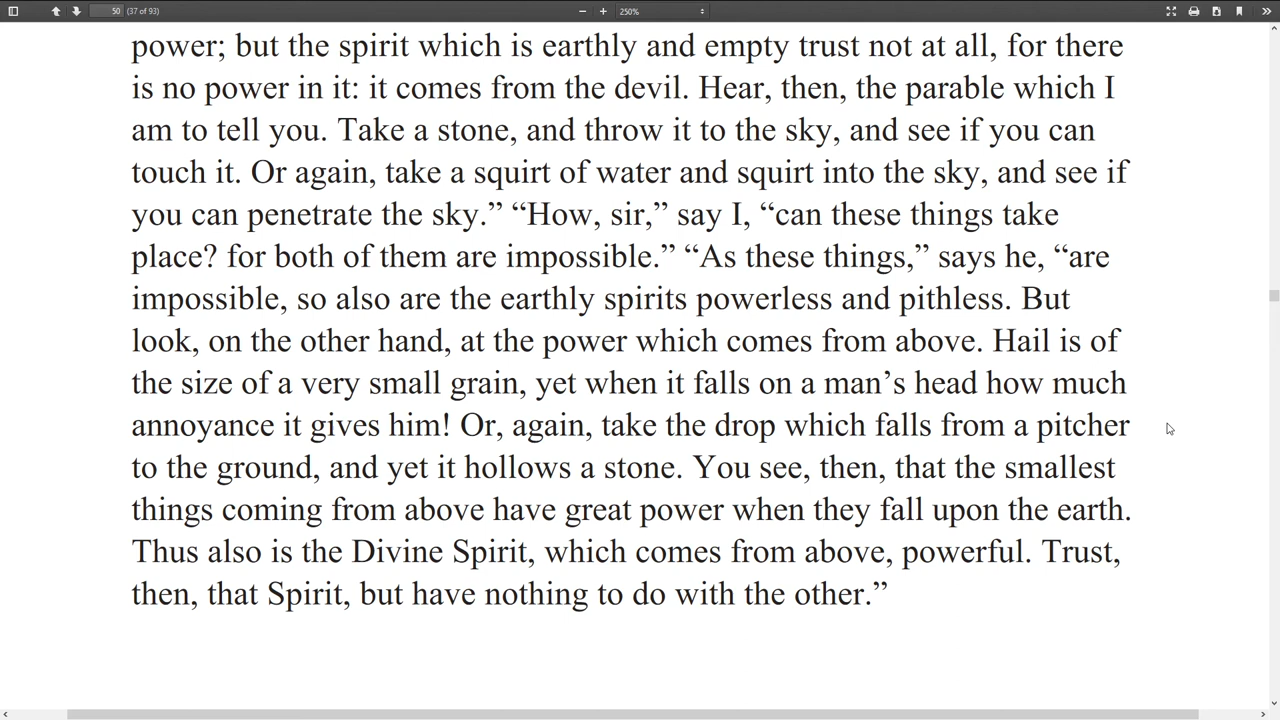 50 (37 of 93) 250%
power; but the spirit which is earthly and empty trust not at all, for there
is no power in it: it comes from the devil. Hear, then, the parable which I
am to tell you. Take a stone, and throw it to the sky, and see if you can
touch it. Or again, take a squirt of water and squirt into the sky, and see if
you can penetrate the sky.” “How, sir,” say I, “can these things take
place? for both of them are impossible.” “As these things,” says he, “are
impossible, so also are the earthly spirits powerless and pithless. But
look, on the other hand, at the power which comes from above. Hail is of
the size of a very small grain, yet when it falls on a man’s head how much
annoyance it gives him! Or, again, take the drop which falls from a pitcher
to the ground, and yet it hollows a stone. You see, then, that the smallest
things coming from above have great power when they fall upon the earth.
Thus also is the Divine Spirit, which comes from above, powerful. Trust,
then, that Spirit, but have nothing to do with the other.”